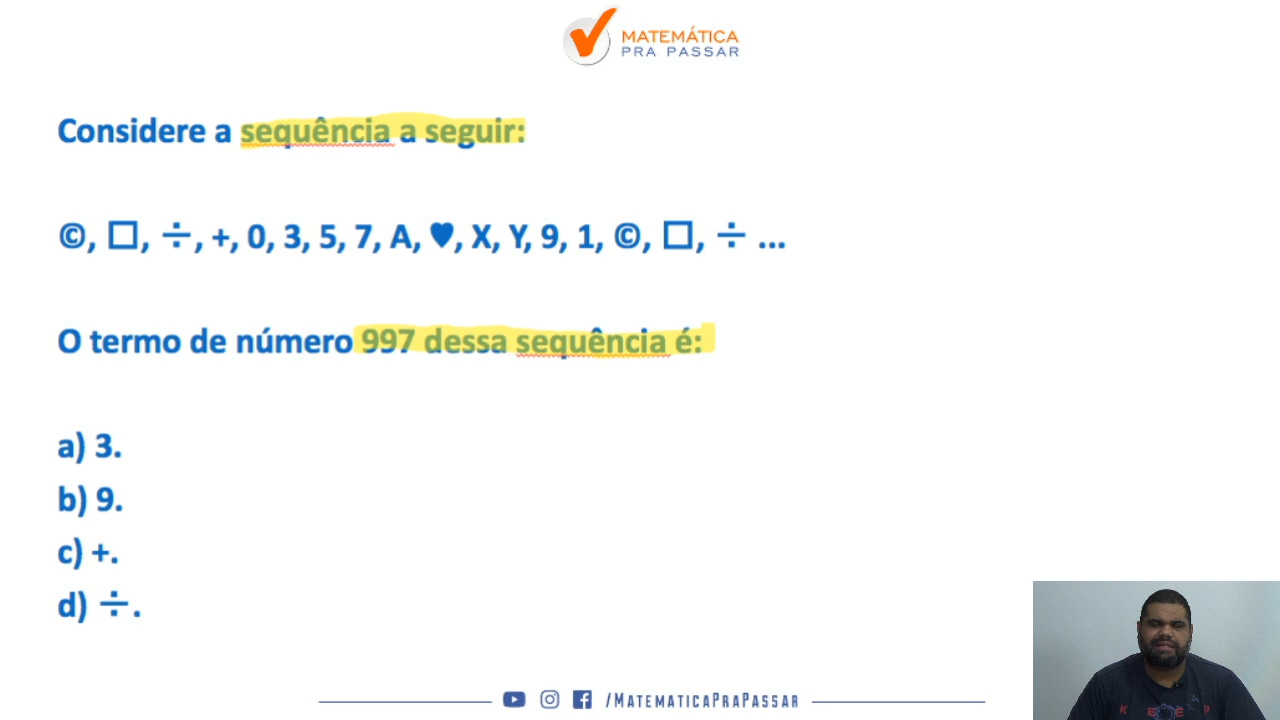 MATEMÁTICA
PRA PASSAR
Considere a sequência a seguir:
©, □, ÷, +, 0, 3, 5, 7, A, ♥, X, Y, 9, 1, ©, □, ÷ ...
O termo de número 997 dessa sequência é:
a) 3.
b) 9.
c) +.
d) ÷.
/MATEMATICAPRAPASSAR